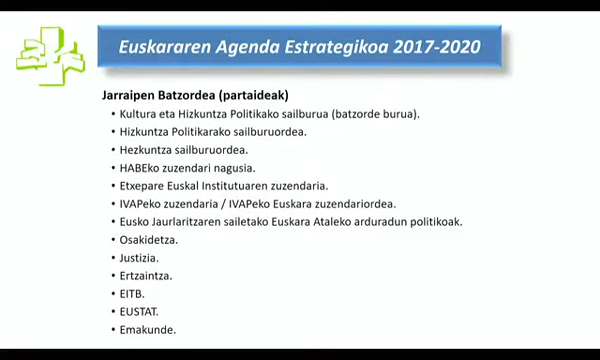 Euskararen Agenda Estrategikoa 2017-2020
Jarraipen Batzordea (partaideak)
• Kultura eta Hizkuntza Politikako sailburua (batzorde burua).
• Hizkuntza Politikarako sailburuordea.
• Hezkuntza sailburuordea.
• HABEko zuzendari nagusia.
• Etxepare Euskal Institutuaren zuzendaria.
• IVAPeko zuzendaria / IVAPeko Euskara zuzendariordea.
• Eusko Jaurlaritzaren sailetako Euskara Ataleko arduradun politikoak.
• Osakidetza.
• Justizia.
• Ertzaintza.
• EITB.
• EUSTAT.
• Emakunde.